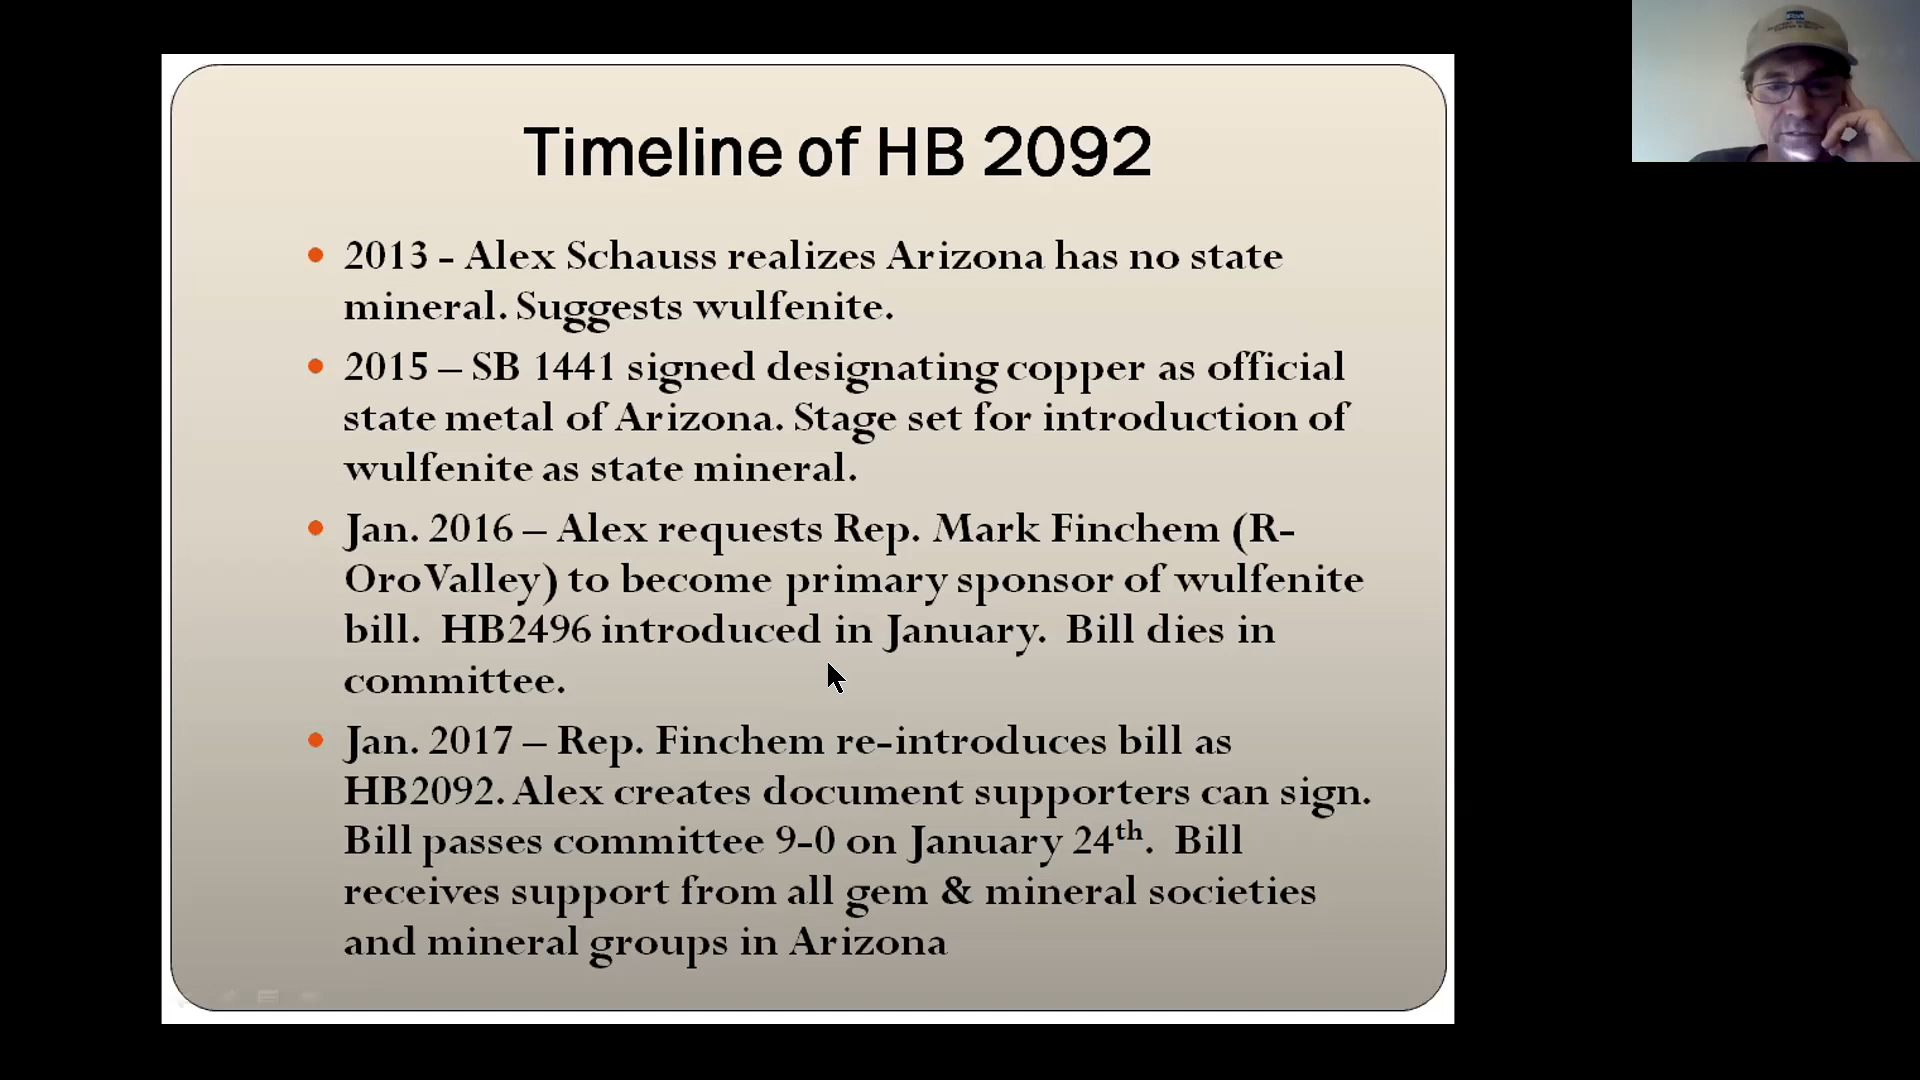 Timeline of HB 2092
• 2013 - Alex Schauss realizes Arizona has no state
mineral. Suggests wulfenite.
• 2015 – SB 1441 signed designating copper as official
state metal of Arizona. Stage set for introduction of
wulfenite as state mineral.
• Jan. 2016 – Alex requests Rep. Mark Finchem (R-
Oro Valley) to become primary sponsor of wulfenite
bill.  HB2496 introduced in January.  Bill dies in
committee.
• Jan. 2017 – Rep. Finchem re-introduces bill as
HB2092. Alex creates document supporters can sign.
Bill passes committee 9-0 on January 24th.  Bill
receives support from all gem & mineral societies
and mineral groups in Arizona